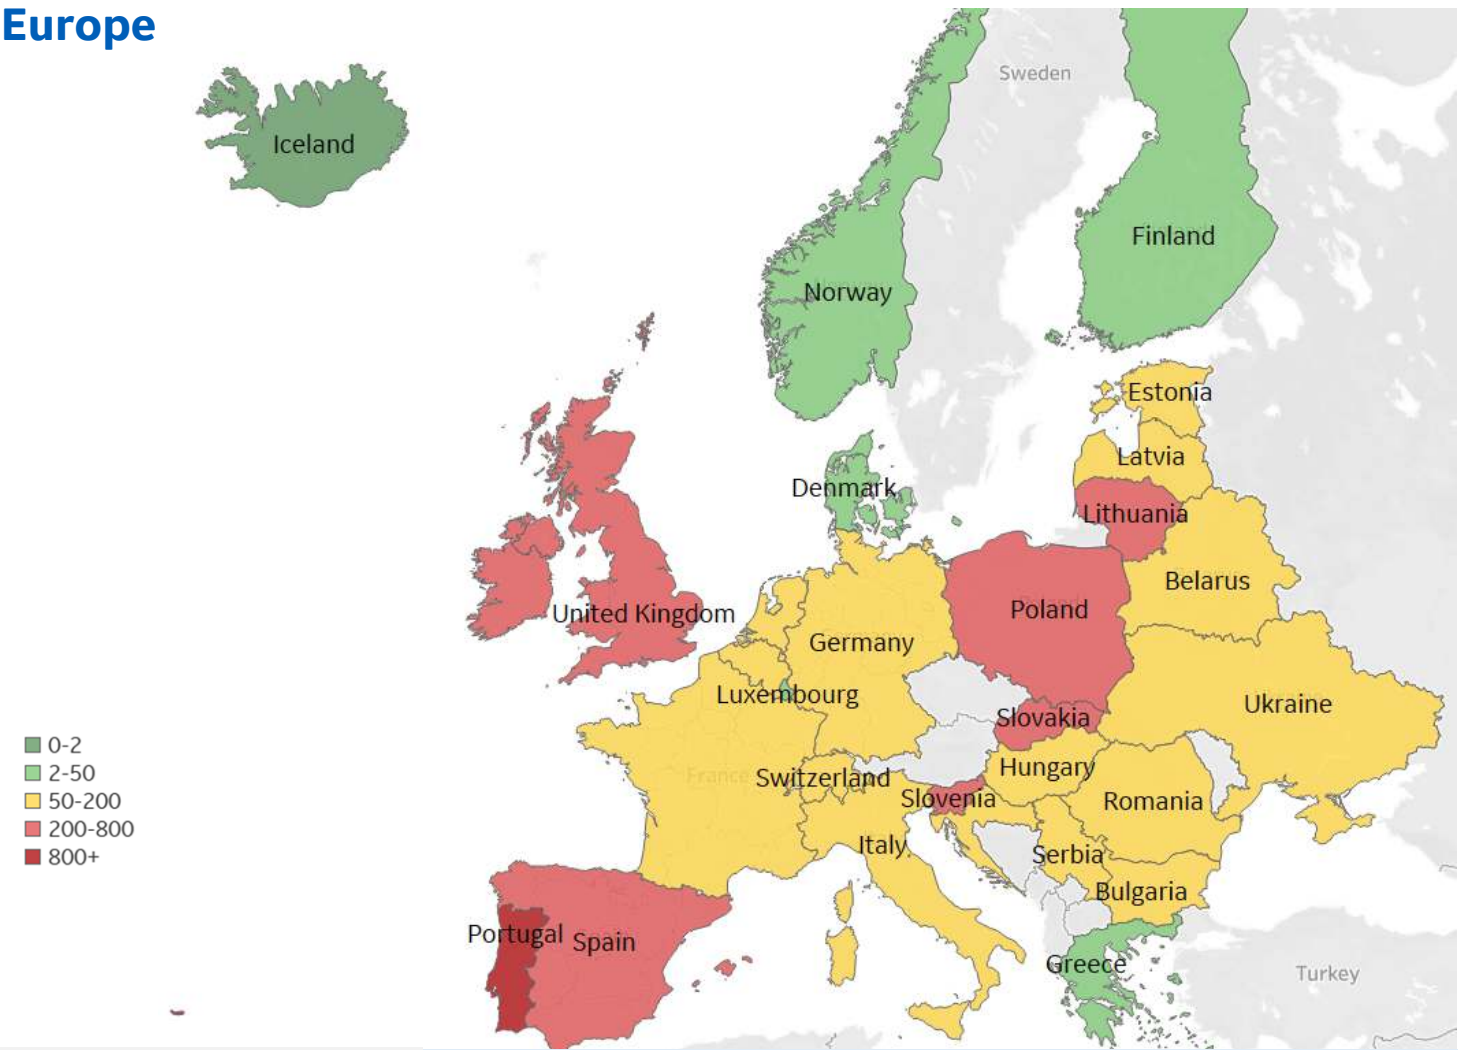 Europe
Sweden
Iceland
Finland
Norway
Estonia
Latvia
Denmark
Lithuania
Belarus
Poland
United Kingdom
Germany
Luxembourg
Ukraine
Slovakia
0-2
2-50
50-200
200-800
800+
France
Switzerland
Hungary
Slovenia
Romania
Italy
Serbia
Bulgaria
Portugal
Spain
Greece
Turkey